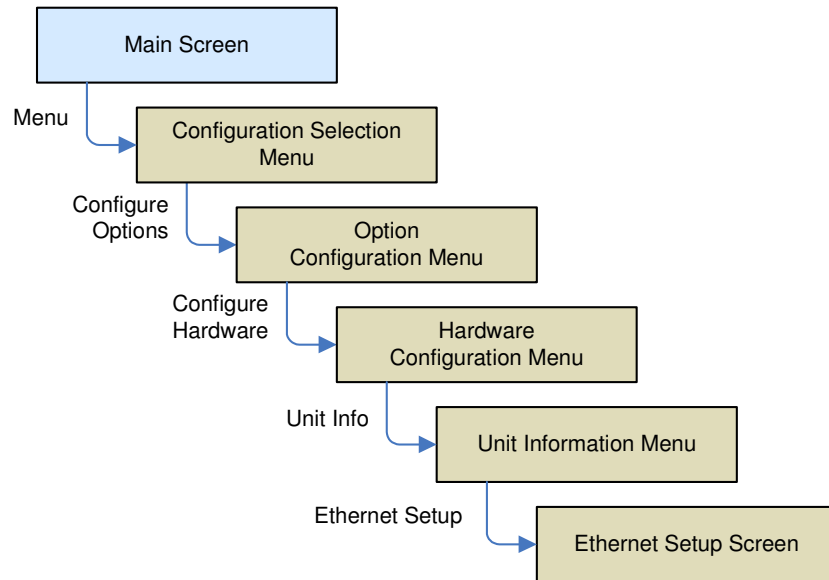 Main Screen
Menu
Configuration Selection
Menu
Configure
Options
Option
Configuration Menu
Configure
Hardware
Hardware
Configuration Menu
Unit Info
Unit Information Menu
Ethernet Setup
Ethernet Setup Screen